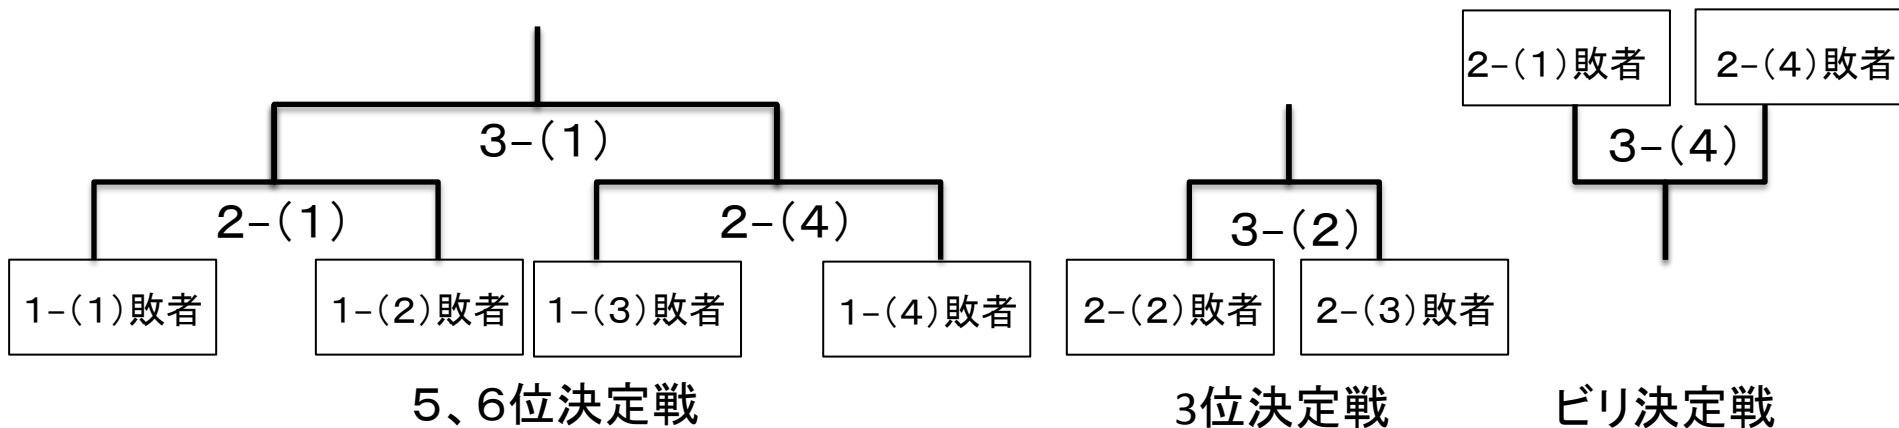 3-(1)
2-(1)
2-(4)
1-(1)敗者
1-(2)敗者
1-(3)敗者
1-(4)敗者
5、6位決定戦
3-(2)
2-(2)敗者
2-(3)敗者
3位決定戦
2-(1)敗者
2-(4)敗者
3-(4)
ビリ決定戦